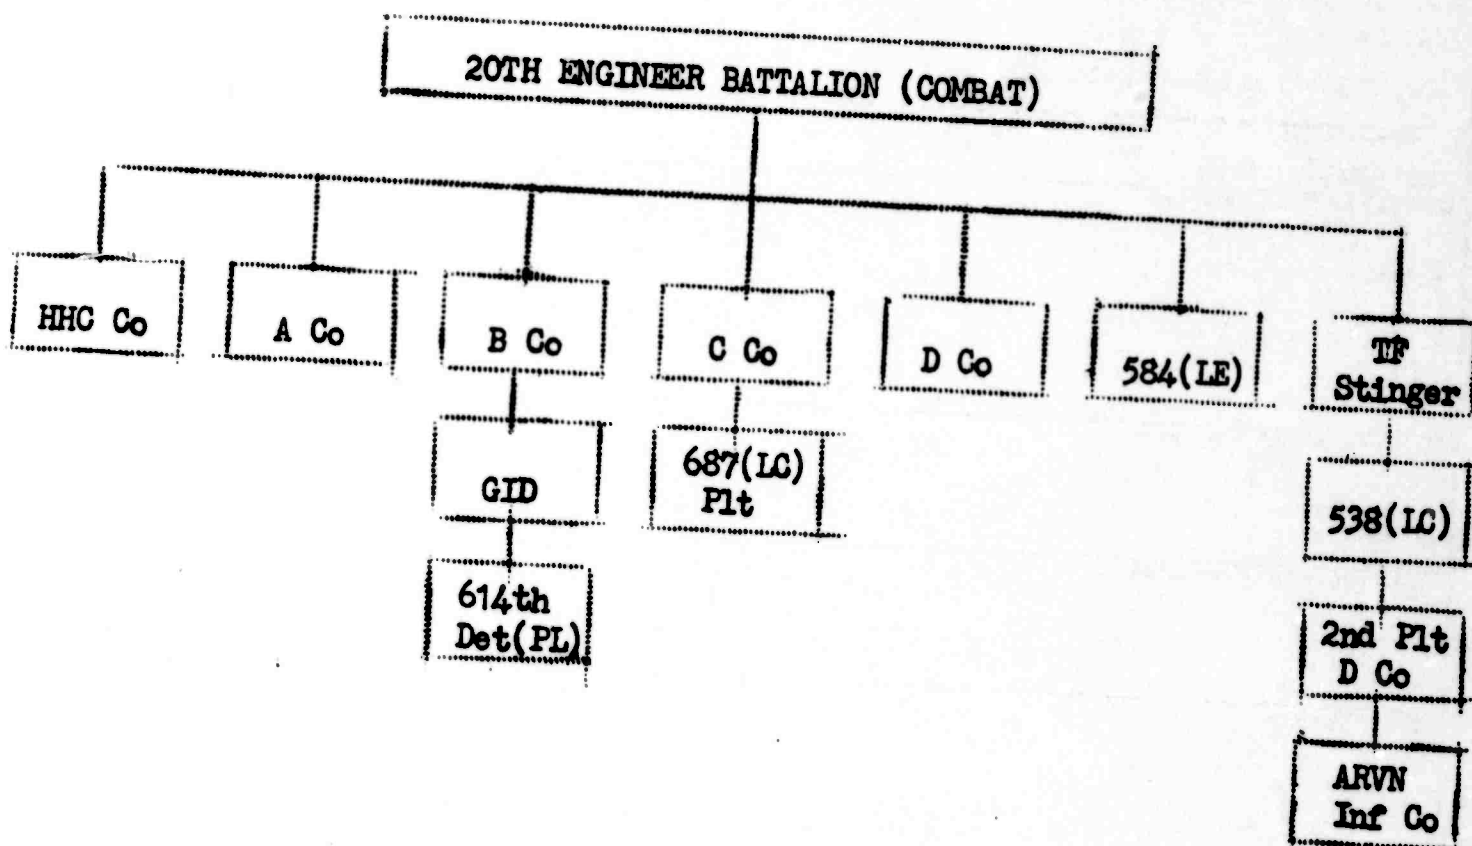 20TH ENGINEER BATTALION (COMBAT)
HHC Co
A Co
B Co
C Co
D Co
584(LE)
TF
Stinger
GID
687(LC)
Plt
538(LC)
614th
Det(PL)
2nd Plt
D Co
ARVN
Inf Co